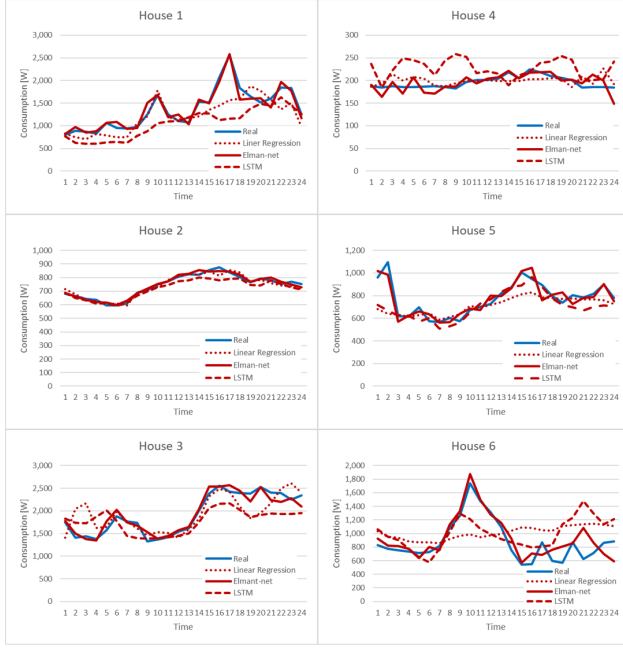 House 1
Consumption [W]
3,000
2,500
2,000
1,500
1,000
500
0
1 2 3 4 5 6 7 8 9 10 11 12 13 14 15 16 17 18 19 20 21 22 23 24
Time
Real
Liner Regression
Elman-net
LSTM
House 4
Consumption [W]
300
250
200
150
100
50
0
1 2 3 4 5 6 7 8 9 10 11 12 13 14 15 16 17 18 19 20 21 22 23 24
Time
Real
Linear Regression
Elman-net
LSTM
House 2
Consumption [W]
1,000
900
800
700
600
500
400
300
200
100
0
1 2 3 4 5 6 7 8 9 10 11 12 13 14 15 16 17 18 19 20 21 22 23 24
Time
Real
Linear Regression
Elman-net
LSTM
House 5
Consumption [W]
1,200
1,000
800
600
400
200
0
1 2 3 4 5 6 7 8 9 10 11 12 13 14 15 16 17 18 19 20 21 22 23 24
Time
Real
Linear Regression
Elman-net
LSTM
House 3
Consumption [W]
3,000
2,500
2,000
1,500
1,000
500
0
1 2 3 4 5 6 7 8 9 10 11 12 13 14 15 16 17 18 19 20 21 22 23 24
Time
Real
Linear Regression
Elmant-net
LSTM
House 6
Consumption [W]
2,000
1,800
1,600
1,400
1,200
1,000
800
600
400
200
0
1 2 3 4 5 6 7 8 9 10 11 12 13 14 15 16 17 18 19 20 21 22 23 24
Time
Real
Linear Regression
Elman-net
LSTM